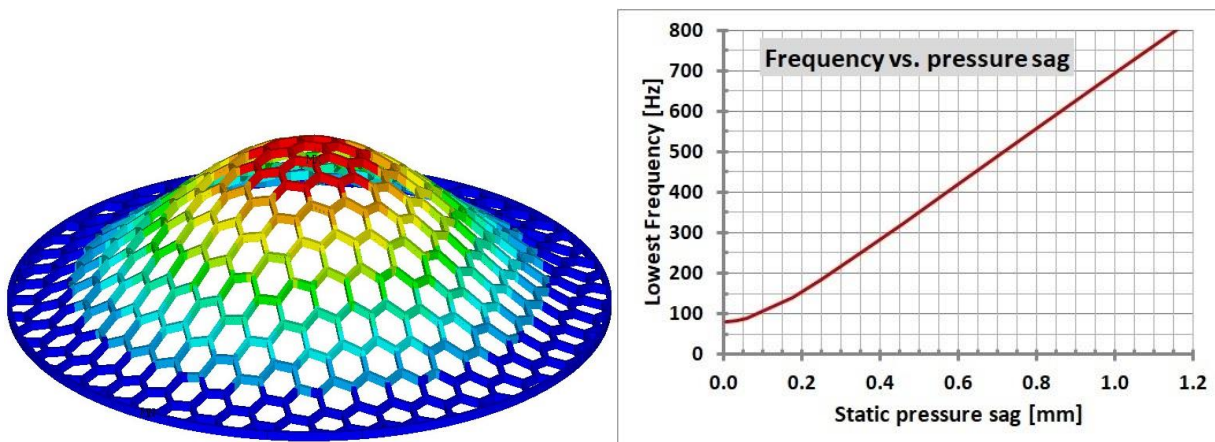 Frequency vs. pressure sag
Lowest Frequency [Hz]
800
700
600
500
400
300
200
100
0
0.0 0.2 0.4 0.6 0.8 1.0 1.2
Static pressure sag [mm]